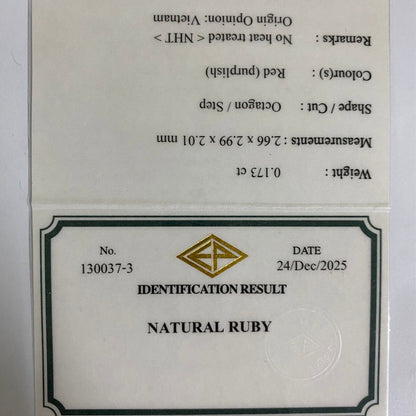 Weight : 0.173 ct
Measurements : 2.66 x 2.99 x 2.01 mm
Shape / Cut : Octagon / Step
Colour(s) : Red (purplish)
Remarks : No heat treated < NHT >
Origin Opinion: Vietnam
No. DATE
130037-3 24/Dec/2025
IDENTIFICATION RESULT
NATURAL RUBY